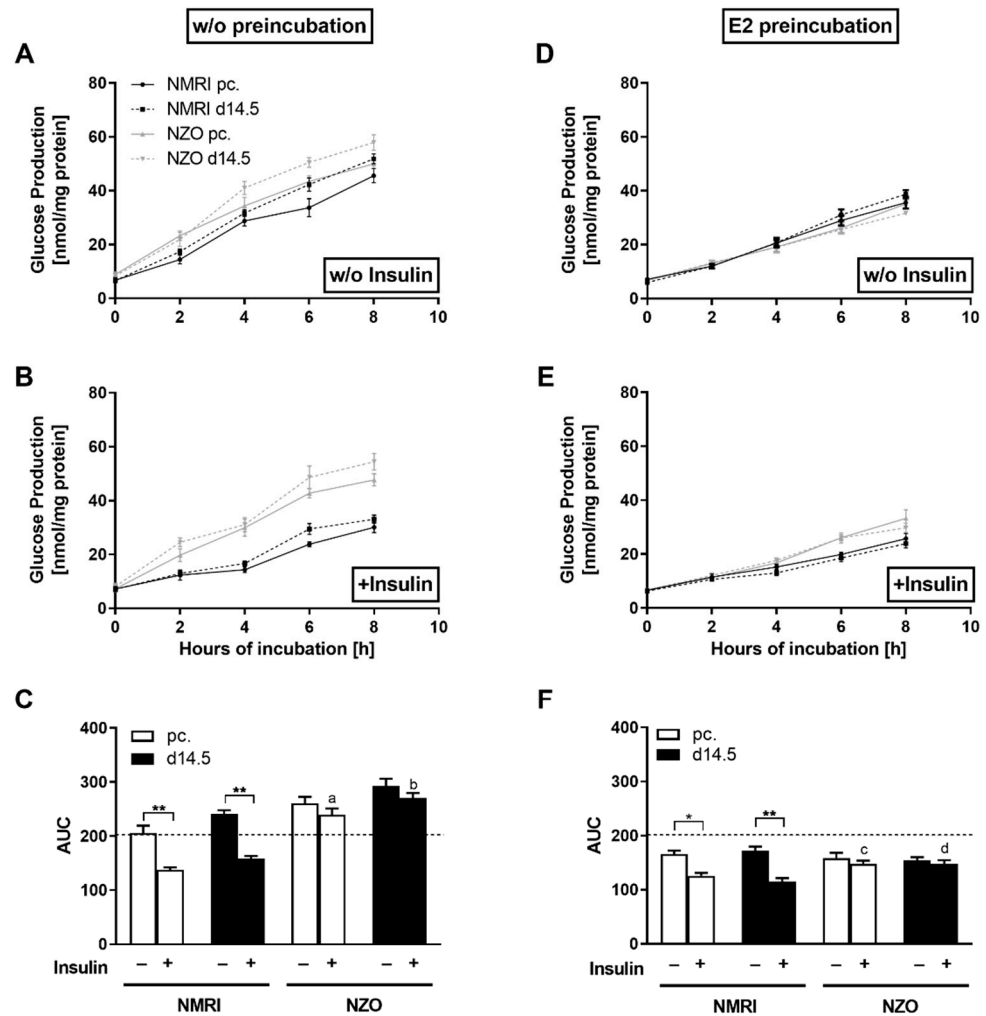 w/o preincubation
E2 preincubation
A
NMRI pc.
NMRI d14.5
NZO pc.
NZO d14.5
Glucose Production
[nmol/mg protein]
80
60
40
20
0
0 2 4 6 8 10
w/o Insulin
D
Glucose Production
[nmol/mg protein]
80
60
40
20
0
0 2 4 6 8 10
w/o Insulin
B
Glucose Production
[nmol/mg protein]
80
60
40
20
0
0 2 4 6 8 10
+Insulin
Hours of incubation [h]
E
Glucose Production
[nmol/mg protein]
80
60
40
20
0
0 2 4 6 8 10
+Insulin
Hours of incubation [h]
C
pc.
d14.5
AUC
400
300
200
100
0
** ** a b
Insulin − + − + − + − +
NMRI NZO
F
pc.
d14.5
AUC
400
300
200
100
0
* ** c d
Insulin − + − + − + − +
NMRI NZO